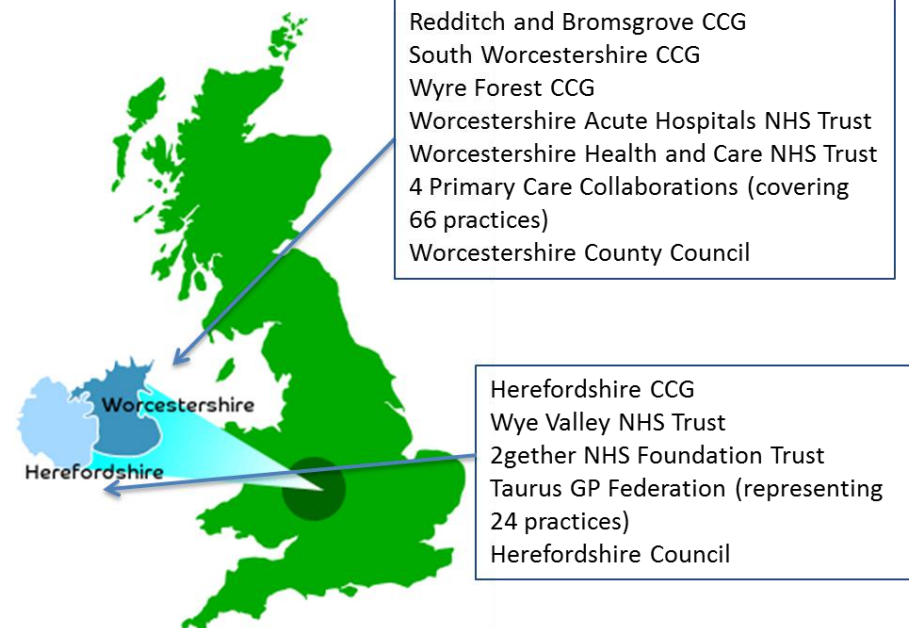 Redditch and Bromsgrove CCG
South Worcestershire CCG
Wyre Forest CCG
Worcestershire Acute Hospitals NHS Trust
Worcestershire Health and Care NHS Trust
4 Primary Care Collaborations (covering
66 practices)
Worcestershire County Council
Worcestershire
Herefordshire
Herefordshire CCG
Wye Valley NHS Trust
2gether NHS Foundation Trust
Taurus GP Federation (representing
24 practices)
Herefordshire Council